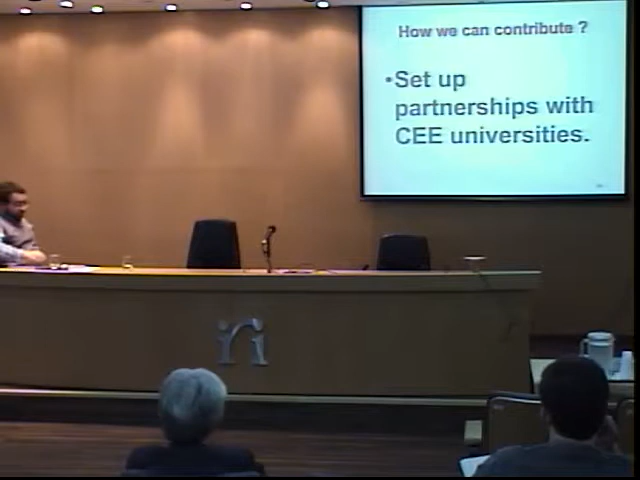 How we can contribute ?
•Set up
partnerships with
CEE universities.
ri